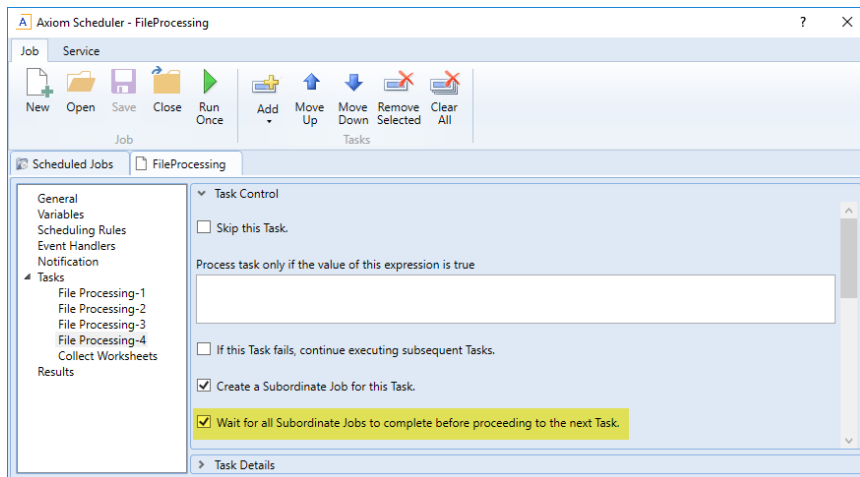 Axiom Scheduler - FileProcessing
?
Job Service
New Open Save Close Run Once Add Move Up Move Down Remove Selected Clear All
Job Tasks
Scheduled Jobs FileProcessing
General
Variables
Scheduling Rules
Event Handlers
Notification
Tasks
File Processing-1
File Processing-2
File Processing-3
File Processing-4
Collect Worksheets
Results
Task Control
Skip this Task.
Process task only if the value of this expression is true
If this Task fails, continue executing subsequent Tasks.
Create a Subordinate Job for this Task.
Wait for all Subordinate Jobs to complete before proceeding to the next Task.
Task Details